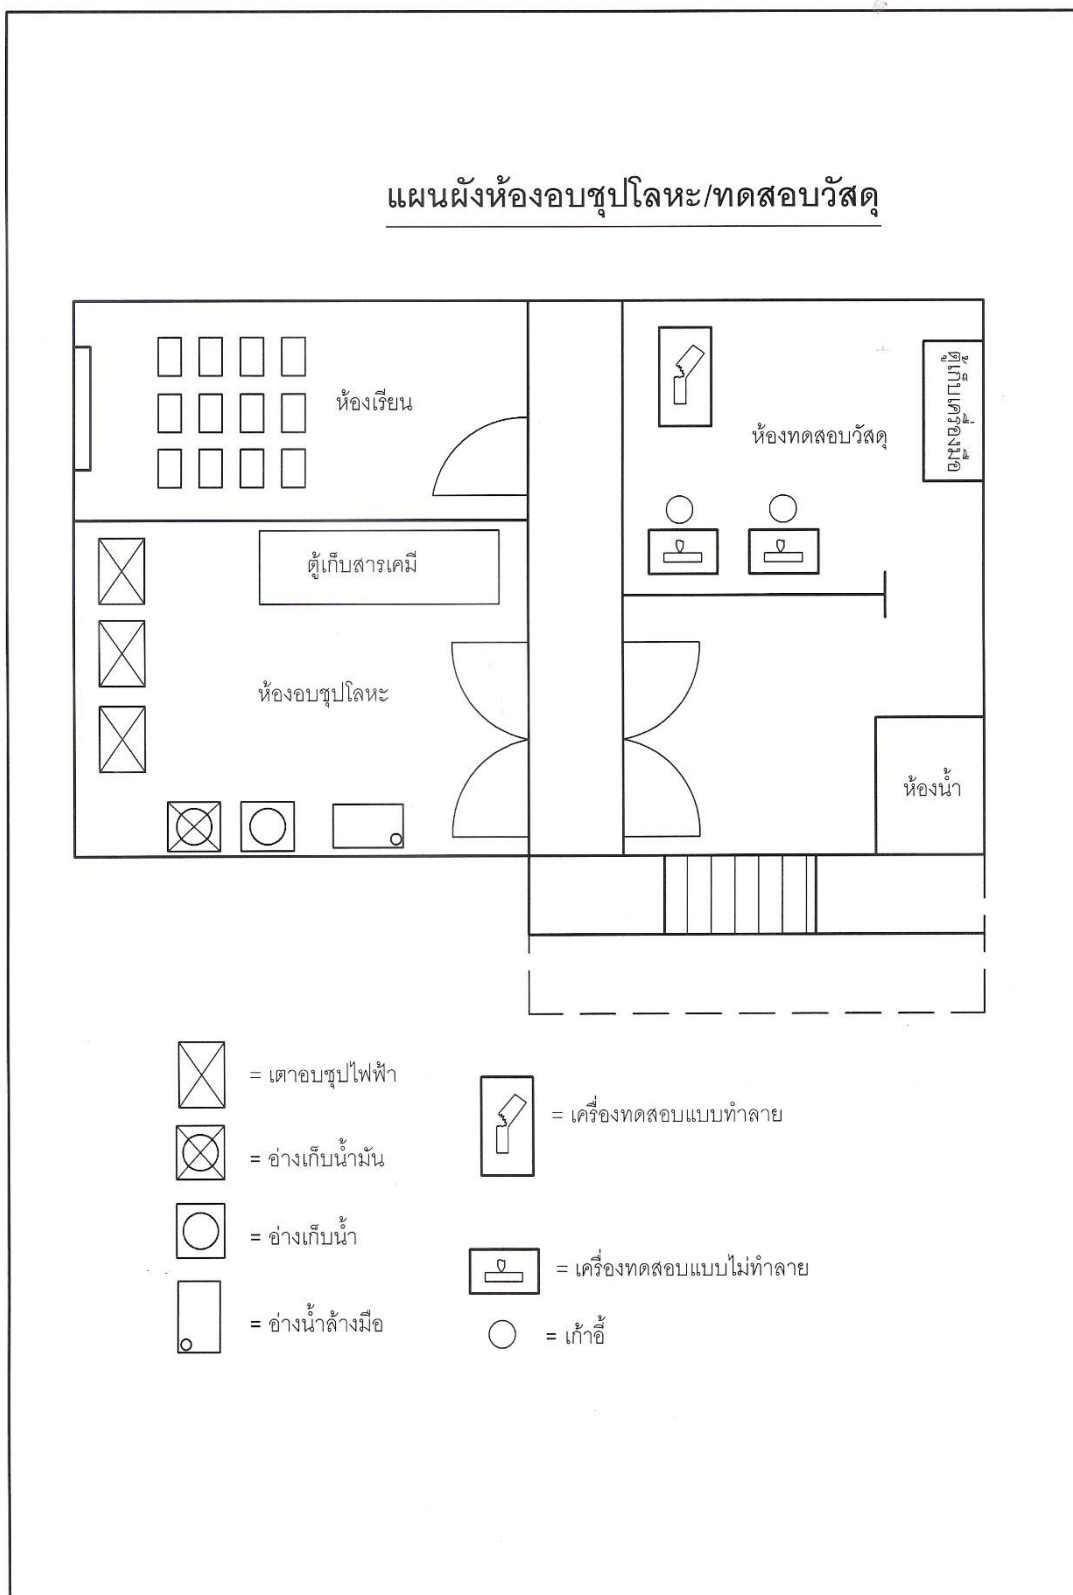 แผนผังห้องอบชุปโลหะ/ทดสอบวัสดุ
ห้องเรียน
ห้องทดสอบวัสดุ
ตู้เก็บเครื่องมือ
ตู้เก็บสารเคมี
ห้องอบชุปโลหะ
ห้องน้ำ
= เตาอบชุปไฟฟ้า
= เครื่องทดสอบแบบทำลาย
= อ่างเก็บน้ำมัน
= อ่างเก็บน้ำ
= เครื่องทดสอบแบบไม่ทำลาย
= อ่างน้ำล้างมือ
= เก้าอี้